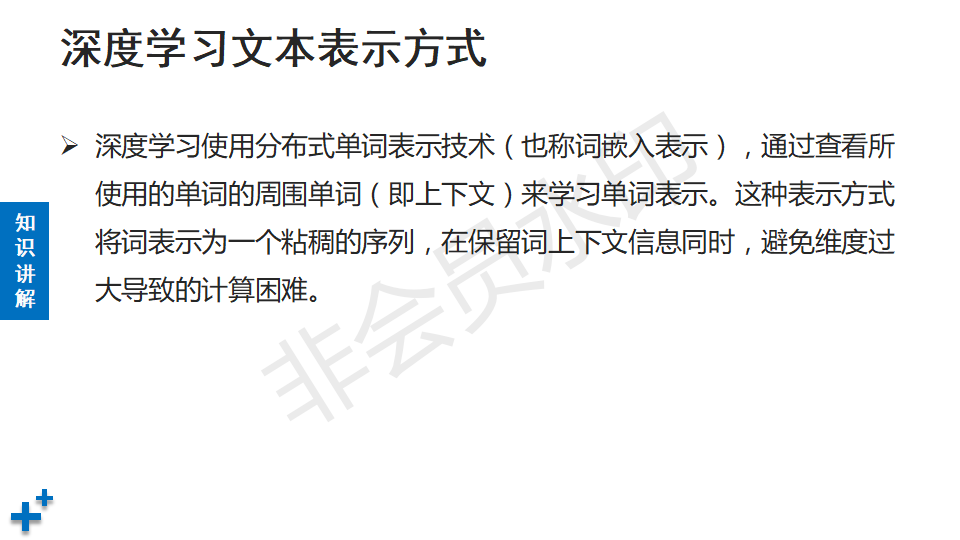 深度学习文本表示方式
深度学习使用分布式单词表示技术（也称词嵌入表示），通过查看所
使用的单词的周围单词（即上下文）来学习单词表示。这种表示方式
将词表示为一个粘稠的序列，在保留词上下文信息同时，避免维度过
大导致的计算困难。
知
识
讲
解
非会员水印